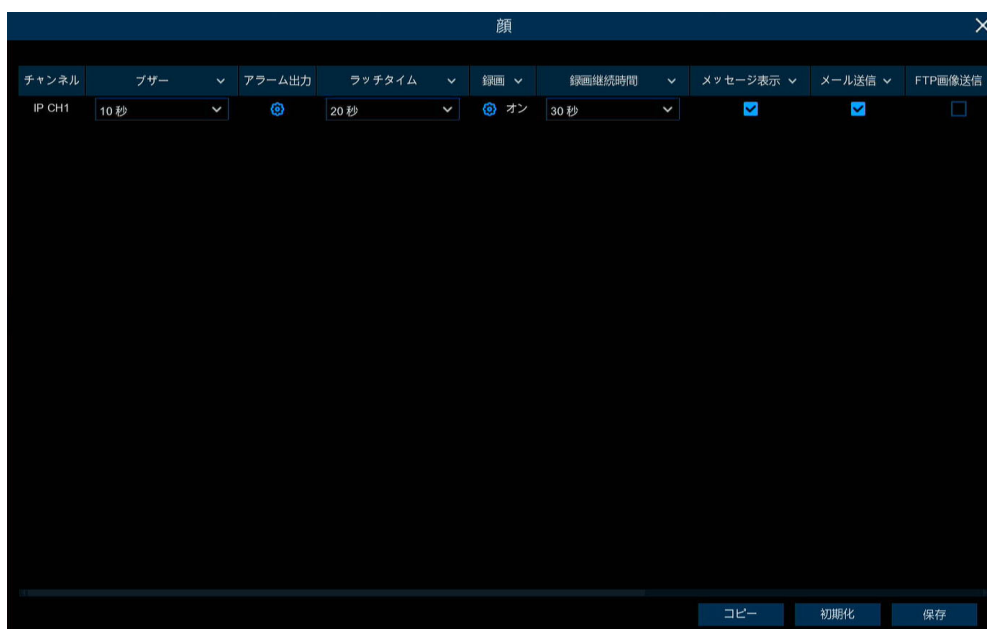 顔
チャンネル ブザー アラーム出力 ラッチタイム 録画 録画継続時間 メッセージ表示 メール送信 FTP画像送信
IP CH1 10 秒 20 秒 オン 30 秒
コピー 初期化 保存